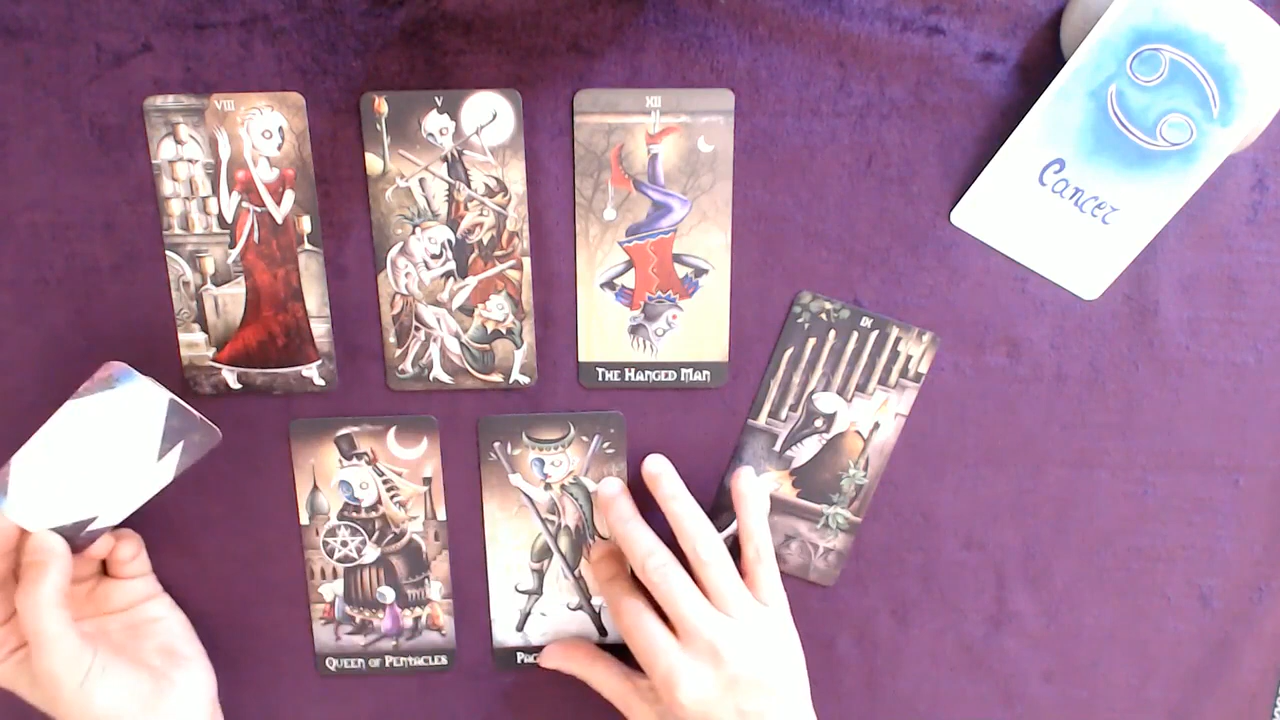 VIII
V
XII
Cancer
IX
THE HANGED MAN
QUEEN OF PENTACLES